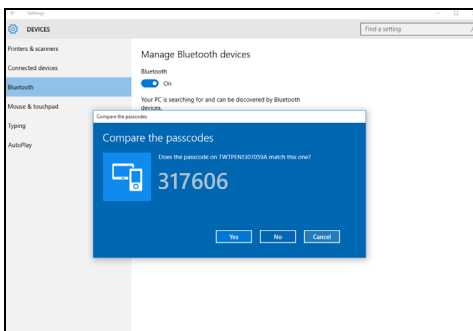 Settings
DEVICES
Find a setting
Printers & scanners
Connected devices
Bluetooth
Mouse & touchpad
Typing
AutoPlay
Manage Bluetooth devices
Bluetooth
On
Your PC is searching for and can be discovered by Bluetooth
devices.
Compare the passcodes
Compare the passcodes
Does the passcode on TWTPEN1307059A match this one?
317606
Yes
No
Cancel